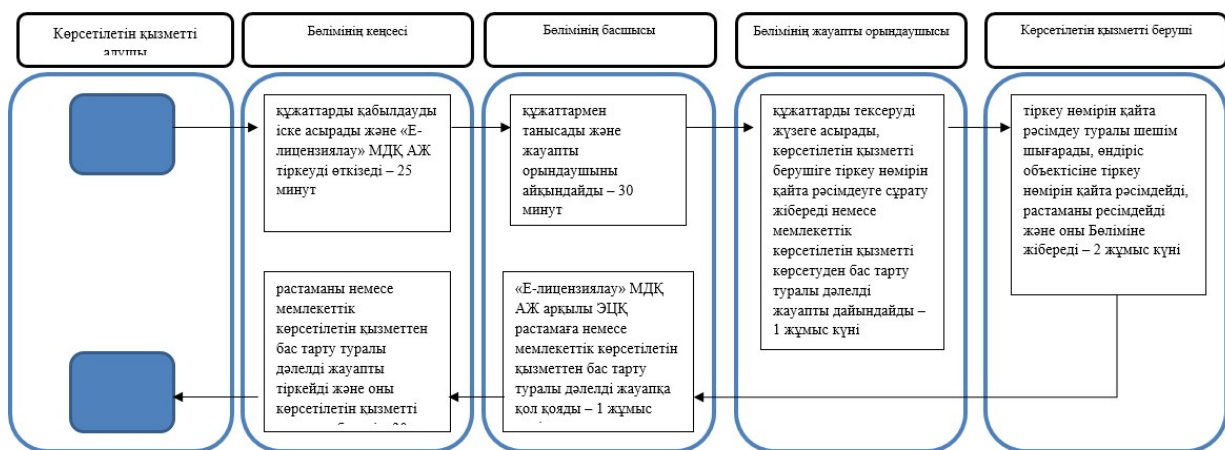 Көрсетілетін қызметті
алушы
Бөлімінің кеңсесі
Бөлімінің басшысы
Бөлімінің жауапты орындаушысы
Көрсетілетін қызметті беруші
құжаттарды қабылдауды
іске асырады және «Е-
лицензиялау» МДҚ АЖ
тіркеуді өткізеді – 25
минут
құжаттармен
танысады және
жауапты
орындаушыны
айқындайды – 30
минут
құжаттарды тексеруді
жүзеге асырады,
көрсетілетін қызметті
берушіге тіркеу нөмірін
қайта рәсімдеуге сұрату
жібереді немесе
мемлекеттік
көрсетілетін қызметті
көрсетуден бас тарту
туралы дәлелді
жауапты дайындайды –
1 жұмыс күні
тіркеу нөмірін қайта
рәсімдеу туралы шешім
шығарады, өндіріс
объектісіне тіркеу
нөмірін қайта рәсімдейді,
растаманы ресімдейді
және оны Бөліміне
жібереді – 2 жұмыс күні
растаманы немесе
мемлекеттік
көрсетілетін қызметтен
бас тарту туралы
дәлелді жауапты
тіркейді және оны
көрсетілетін қызметті
«Е-лицензиялау» МДҚ
АЖ арқылы ЭЦҚ
растамаға немесе
мемлекеттік көрсетілетін
қызметтен бас тарту
туралы дәлелді жауапқа
қол қояды – 1 жұмыс